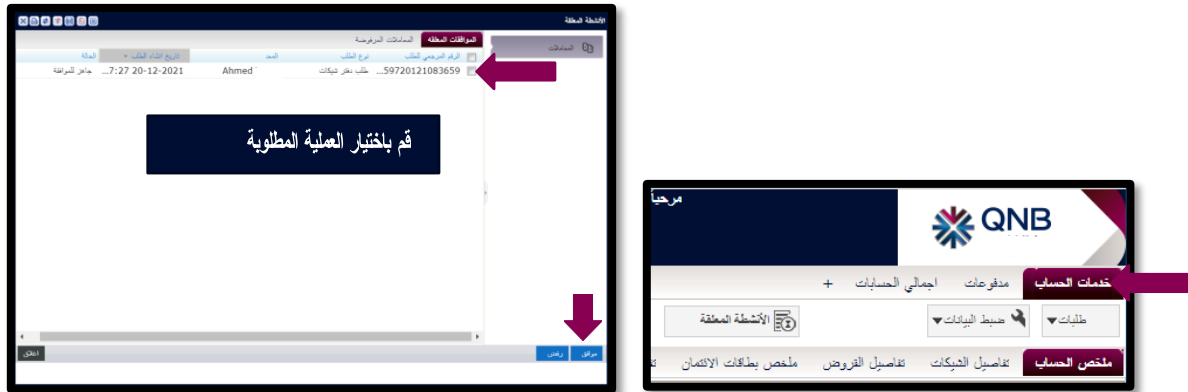 الأنشطة المعلقة
المعاملات
الموافقات المعلقة المعاملات المرفوضة
الرقم المرجعي للطلب نوع الطلب المعد تاريخ انشاء الطلب الحالة
59720121083659... طلب دفتر شيكات Ahmed 7:27 20-12-2021... جاهز للموافقة
قم باختيار العملية المطلوبة
موافق رفض اغلاق
مرحبا
QNB
خدمات الحساب مدفوعات اجمالي الحسابات +
طلبات ضبط البيانات الأنشطة المعلقة
ملخص الحساب تفاصيل الشيكات تفاصيل القروض ملخص بطاقات الائتمان